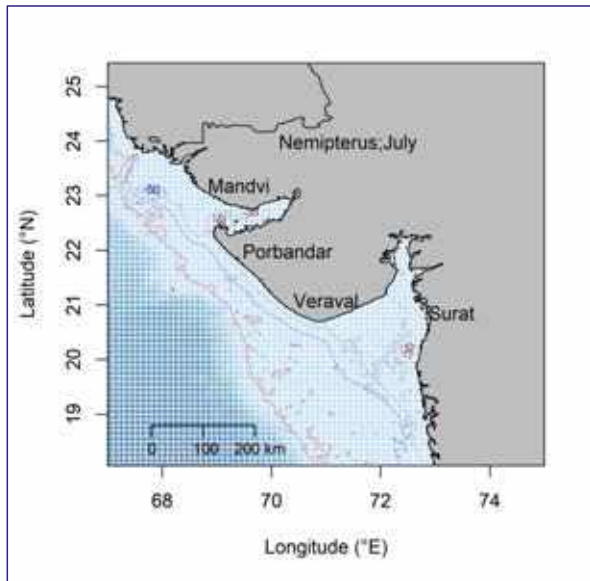 25
24
23
22
21
20
19
Latitude (°N)
Nemipterus;July
Mandvi
Porbandar
Veraval
Surat
0 100 200 km
68 70 72 74
Longitude (°E)